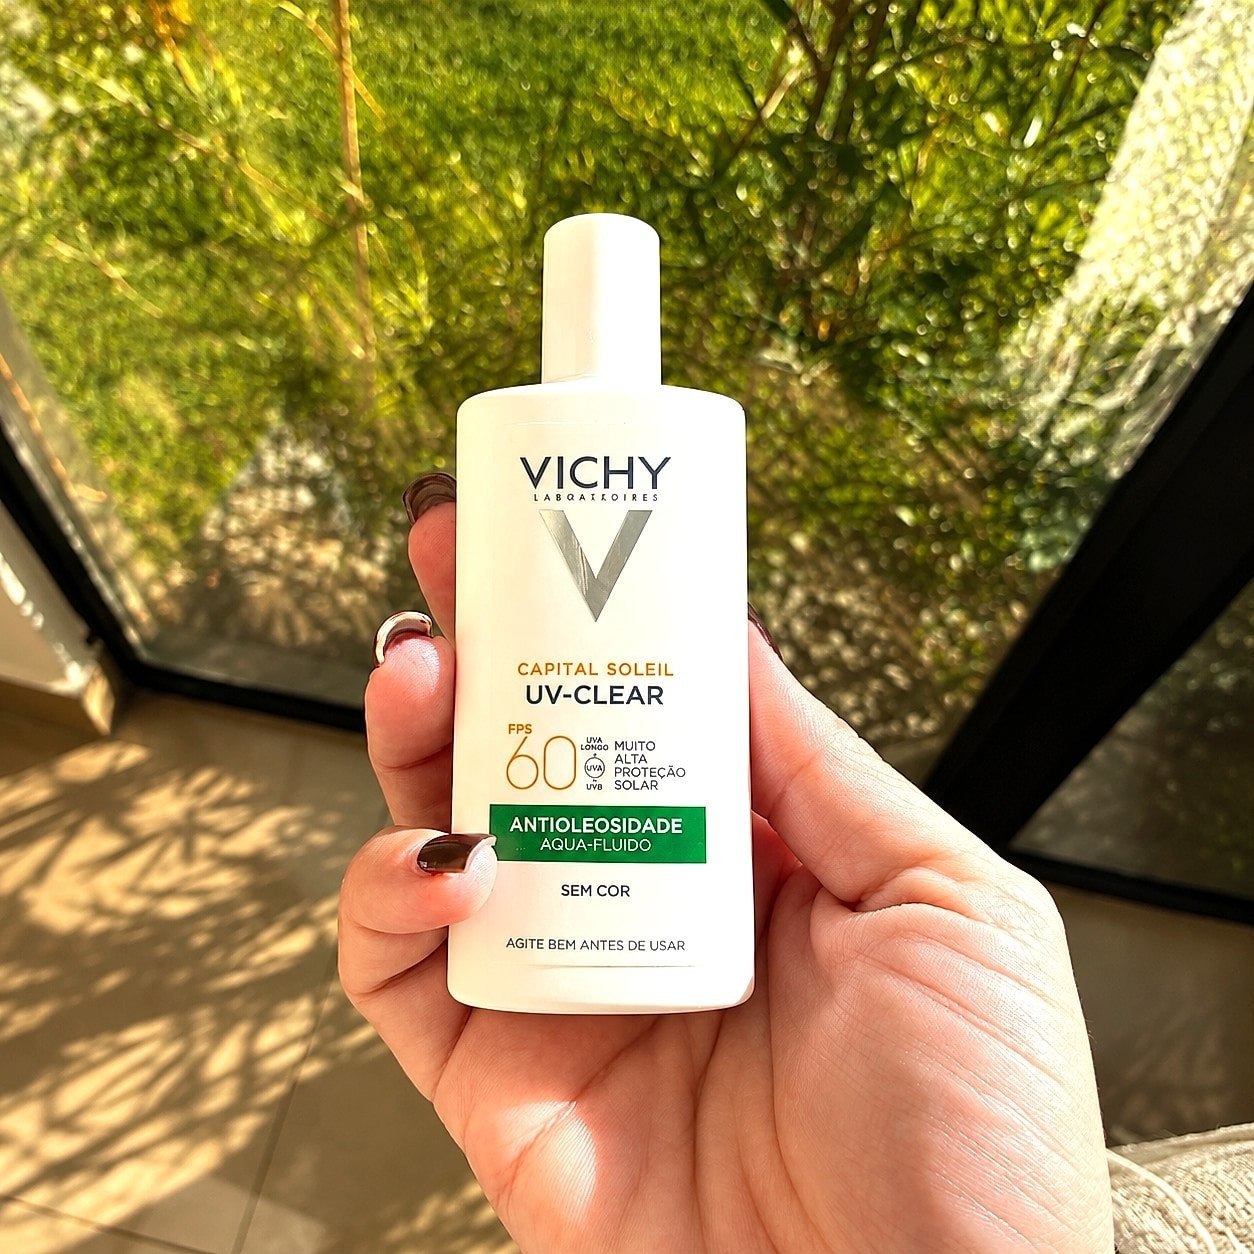 VICHY
LABORATOIRES
CAPITAL SOLEIL
UV-CLEAR
FPS
60
UVA
LONGO
+
UVA
UVB
MUITO
ALTA
PROTEÇÃO
SOLAR
ANTIOLEOSIDADE
AQUA-FLUIDO
SEM COR
AGITE BEM ANTES DE USAR